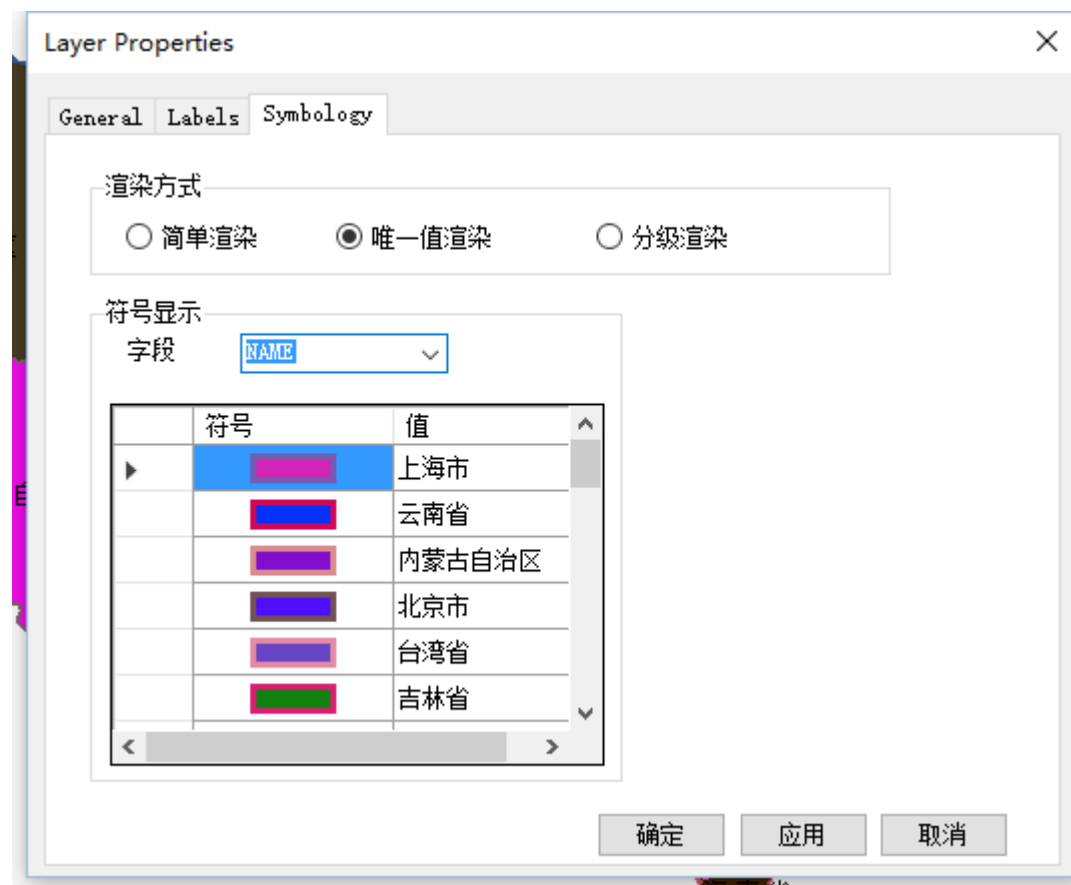 Layer Properties
General Labels Symbology
渲染方式
简单渲染 唯一值渲染 分级渲染
符号显示
字段 NAME
符号 值
上海市
云南省
内蒙古自治区
北京市
台湾省
吉林省
确定 应用 取消